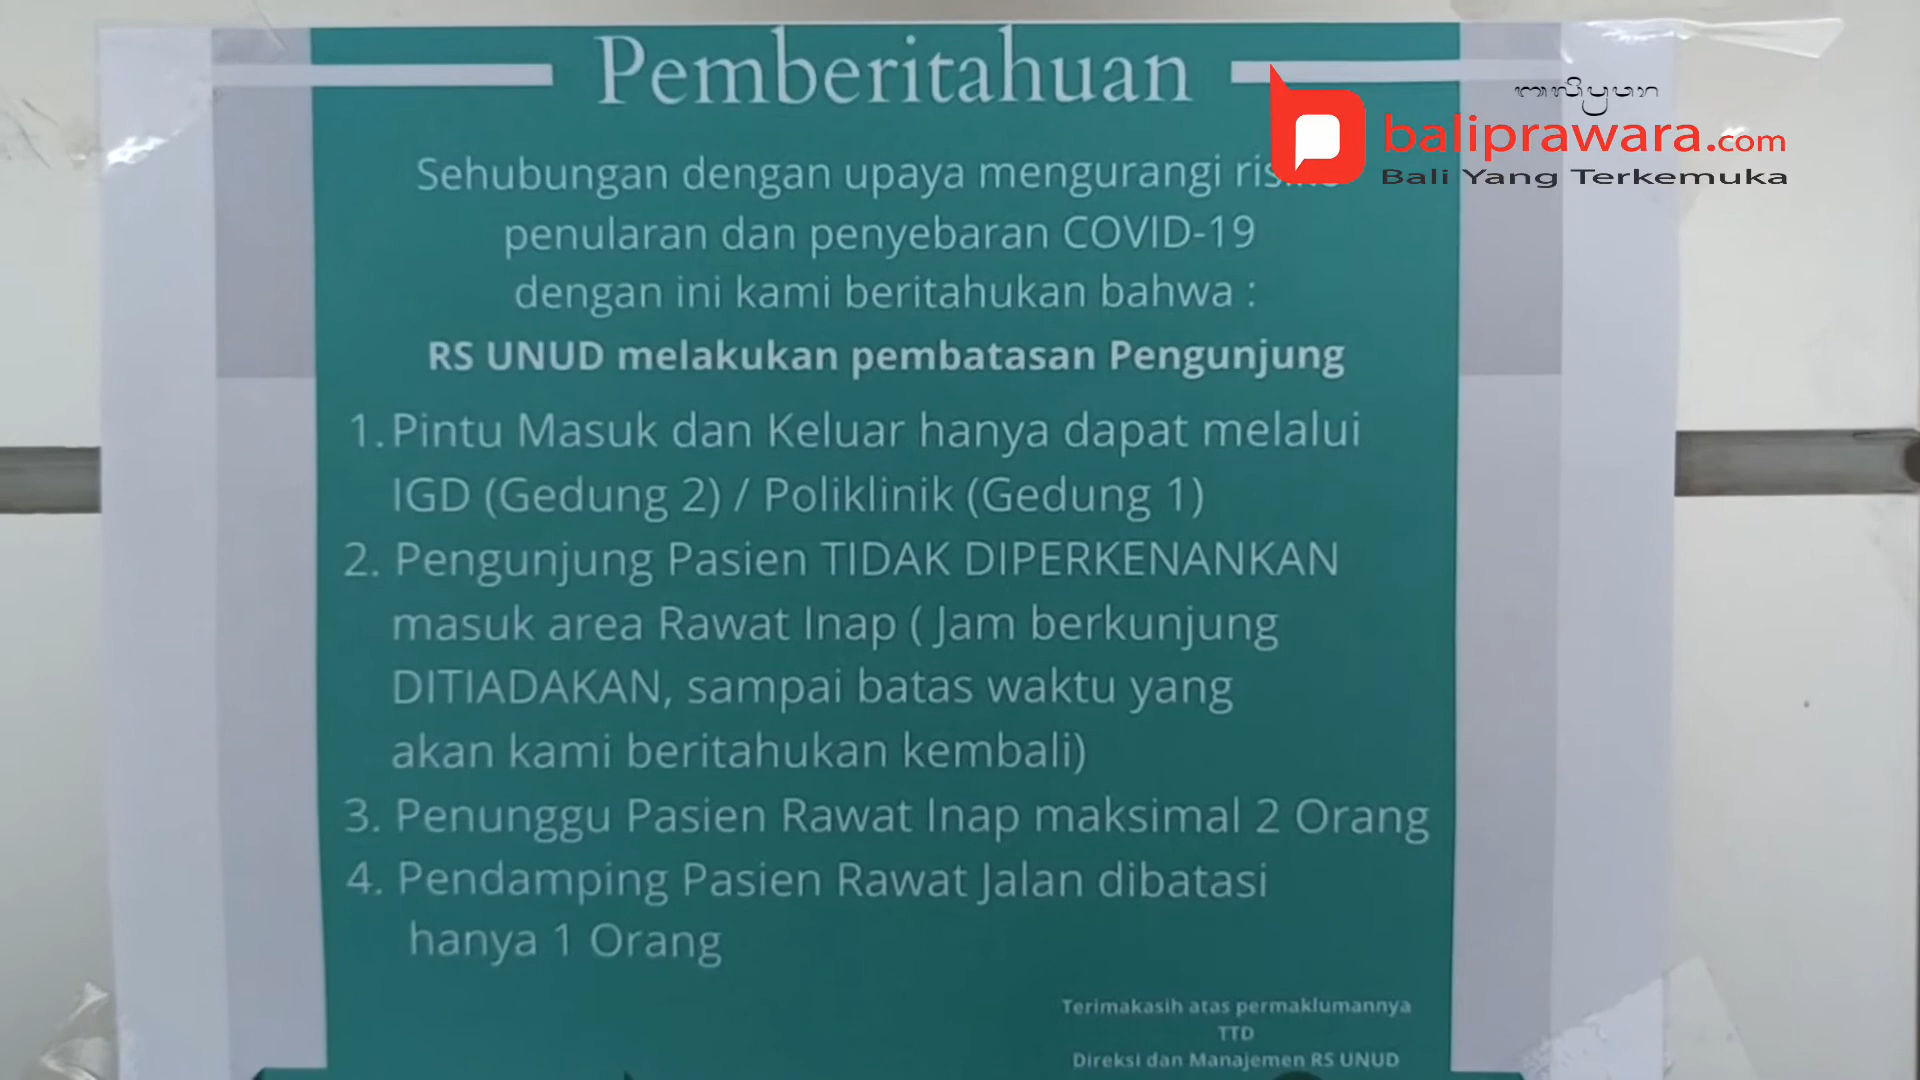 Pemberitahuan
baliprawara.com
Bali Yang Terkemuka
Sehubungan dengan upaya mengurangi
penularan dan penyebaran COVID-19
dengan ini kami beritahukan bahwa :
RS UNUD melakukan pembatasan Pengunjung
1. Pintu Masuk dan Keluar hanya dapat melalui
IGD (Gedung 2) / Poliklinik (Gedung 1)
2. Pengunjung Pasien TIDAK DIPERKENANKAN
masuk area Rawat Inap ( Jam berkunjung
DITIADAKAN, sampai batas waktu yang
akan kami beritahukan kembali)
3. Penunggu Pasien Rawat Inap maksimal 2 Orang
4. Pendamping Pasien Rawat Jalan dibatasi
hanya 1 Orang
Terimakasih atas permaklumannya
TTD
Direksi dan Manajemen RS UNUD